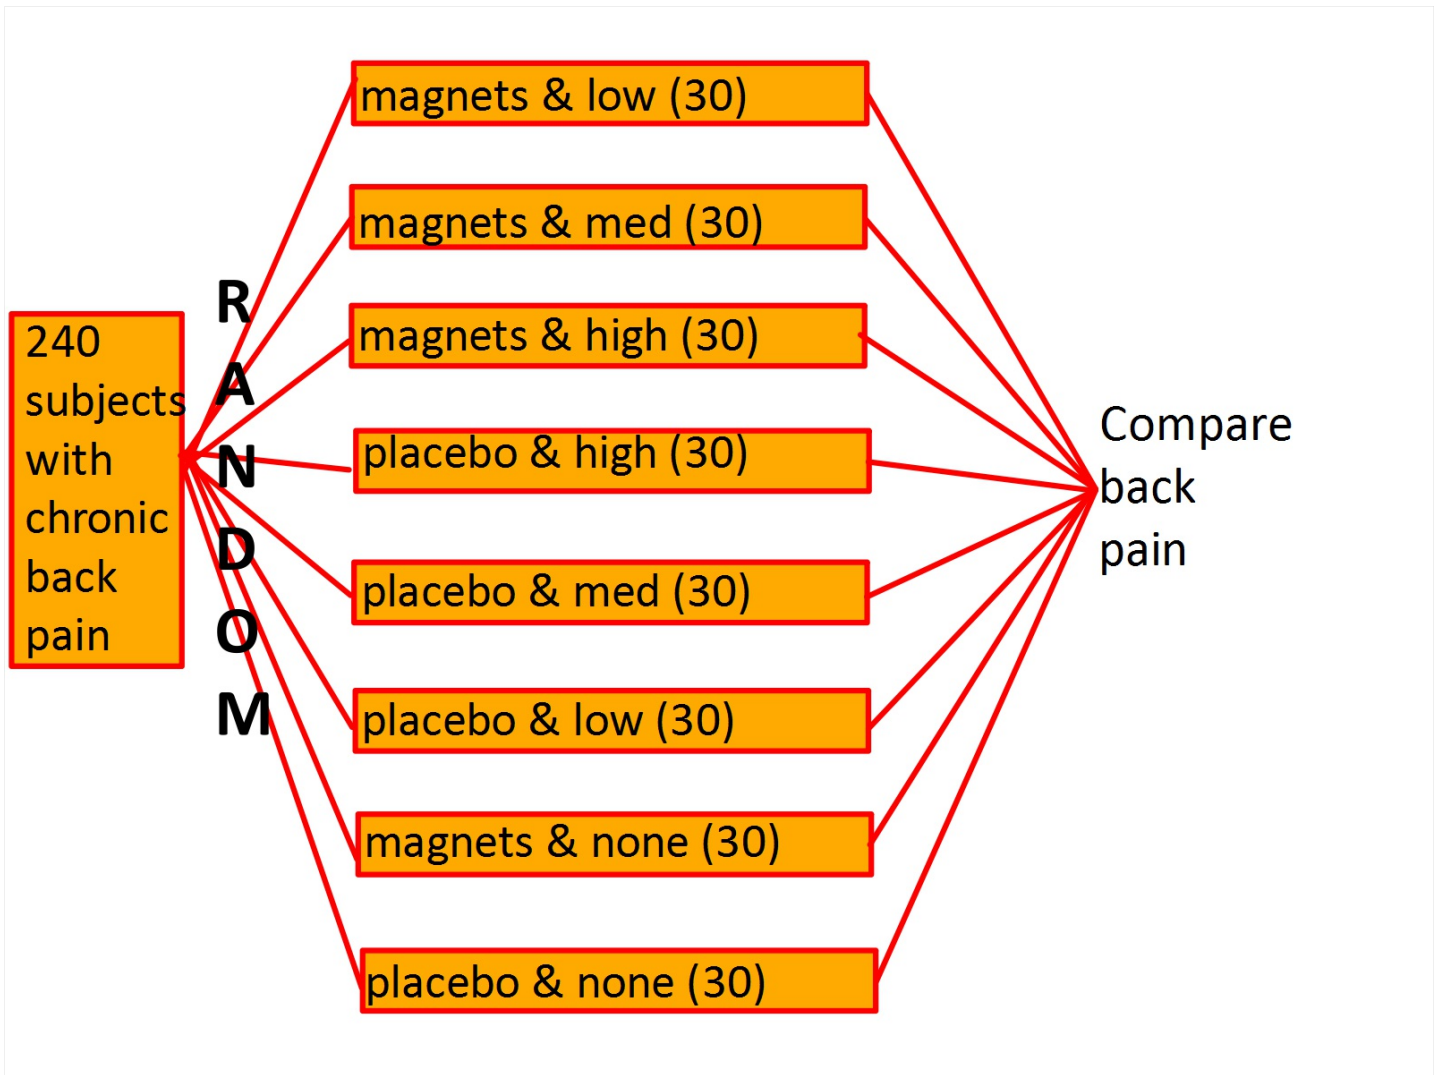 240
subjects
with
chronic
back
pain
R
A
N
D
O
M
magnets & low (30)
magnets & med (30)
magnets & high (30)
placebo & high (30)
placebo & med (30)
placebo & low (30)
magnets & none (30)
placebo & none (30)
Compare
back
pain